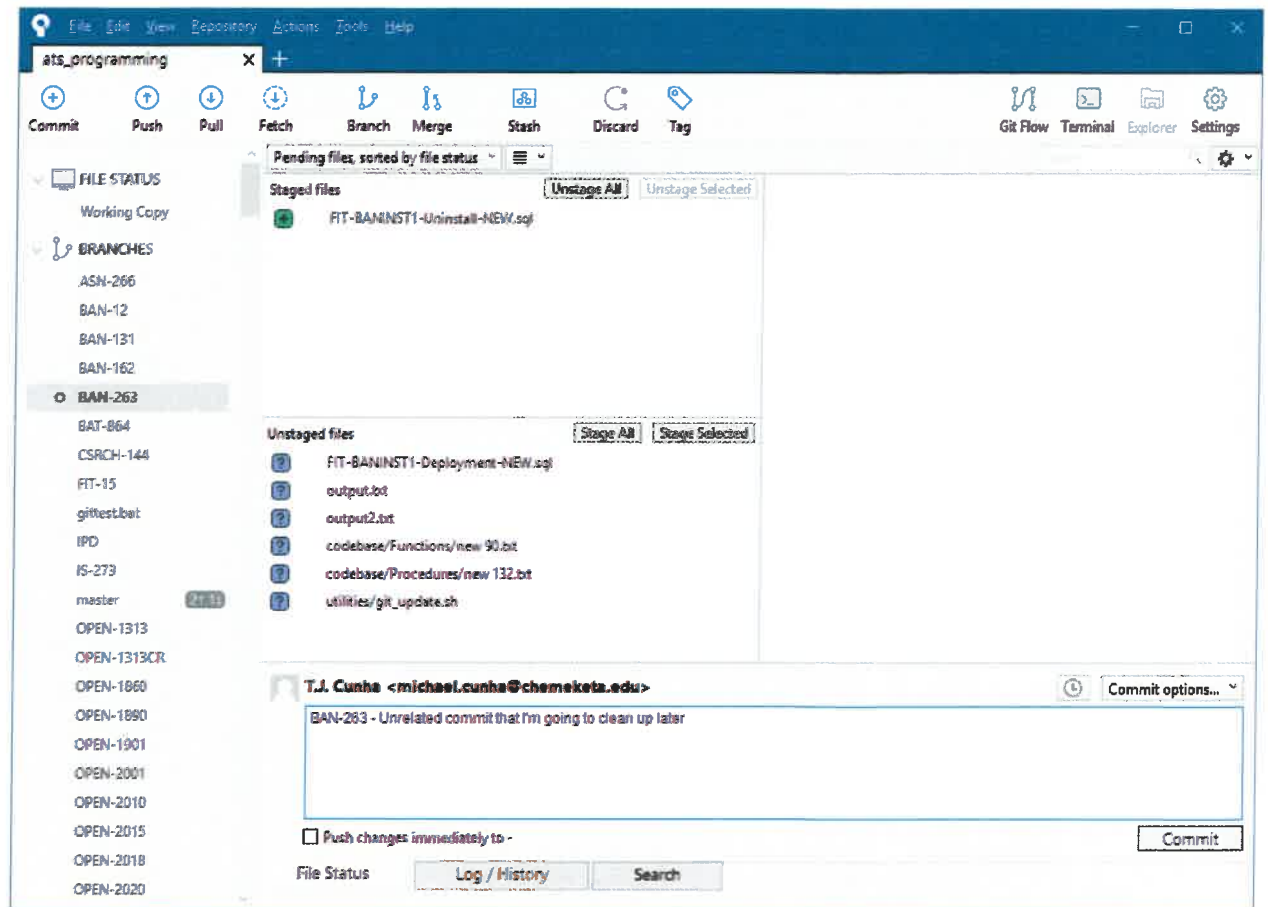 File Edit View Repository Actions Tools Help
ats_programming
Commit Push Pull Fetch Branch Merge Stash Discard Tag Git Flow Terminal Explorer Settings
Pending files, sorted by file status
FILE STATUS
Working Copy
BRANCHES
ASN-266
BAN-12
BAN-131
BAN-162
BAN-263
BAT-864
CSRCH-144
FIT-15
gittest.bat
IPD
IS-273
master
OPEN-1313
OPEN-1313CR
OPEN-1860
OPEN-1890
OPEN-1901
OPEN-2001
OPEN-2010
OPEN-2015
OPEN-2018
OPEN-2020
Staged files Unstage All Unstage Selected
FIT-BANINST1-Uninstall-NEW.sql
Unstaged files Stage All Stage Selected
FIT-BANINST1-Deployment-NEW.sql
output.txt
output2.txt
codebase/Functions/new 90.txt
codebase/Procedures/new 132.txt
utilities/git_update.sh
T.J. Cunha <michael.cunha@chemeketa.edu> Commit options...
BAN-263 - Unrelated commit that I'm going to clean up later
Push changes immediately to -
Commit
File Status Log / History Search